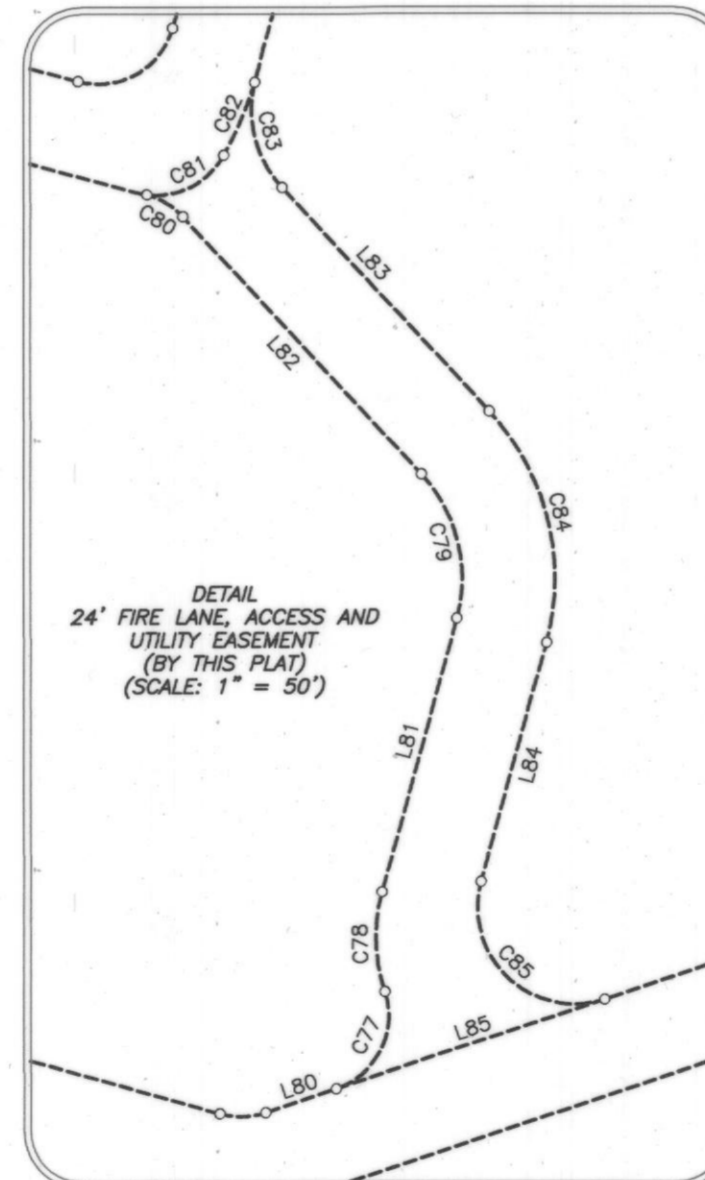 C82
C83
C81
C80
L83
L82
C84
C79
DETAIL
24' FIRE LANE, ACCESS AND
UTILITY EASEMENT
(BY THIS PLAT)
(SCALE: 1" = 50')
L81
L84
C78
C85
C77
L85
L80